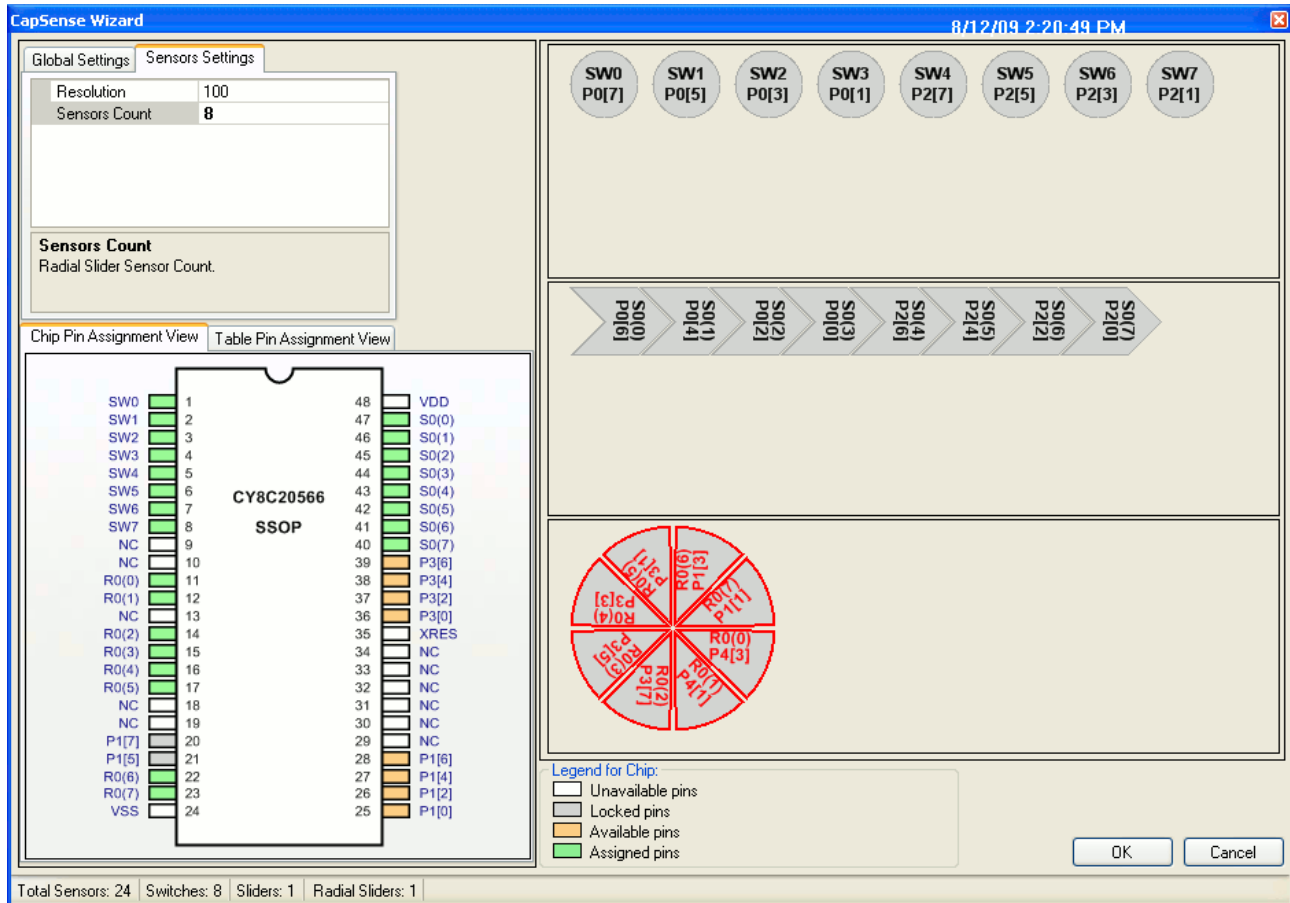 CapSense Wizard
8/12/09 2:20:49 PM
Global Settings
Sensors Settings
Resolution 100
Sensors Count 8
Sensors Count
Radial Slider Sensor Count.
Chip Pin Assignment View
Table Pin Assignment View
SW0 1 48 VDD
SW1 2 47 S0(0)
SW2 3 46 S0(1)
SW3 4 45 S0(2)
SW4 5 44 S0(3)
SW5 6 43 S0(4)
SW6 7 42 S0(5)
SW7 8 41 S0(6)
NC 9 40 S0(7)
NC 10 39 P3[6]
R0(0) 11 38 P3[4]
R0(1) 12 37 P3[2]
NC 13 36 P3[0]
R0(2) 14 35 XRES
R0(3) 15 34 NC
R0(4) 16 33 NC
R0(5) 17 32 NC
NC 18 31 NC
NC 19 30 NC
P1[7] 20 29 NC
P1[5] 21 28 P1[6]
R0(6) 22 27 P1[4]
R0(7) 23 26 P1[2]
VSS 24 25 P1[0]
CY8C20566
SSOP
SW0 SW1 SW2 SW3 SW4 SW5 SW6 SW7
P0[7] P0[5] P0[3] P0[1] P2[7] P2[5] P2[3] P2[1]
S0(0) P0[6]
S0(1) P0[4]
S0(2) P0[2]
S0(3) P0[0]
S0(4) P2[6]
S0(5) P2[4]
S0(6) P2[2]
S0(7) P2[0]
R0(0) P4[3]
R0(1) P4[1]
R0(2) P3[7]
R0(3) P3[5]
R0(4) P3[3]
R0(5) P3[1]
R0(6) P1[3]
R0(7) P1[1]
Legend for Chip:
Unavailable pins
Locked pins
Available pins
Assigned pins
OK
Cancel
Total Sensors: 24 Switches: 8 Sliders: 1 Radial Sliders: 1